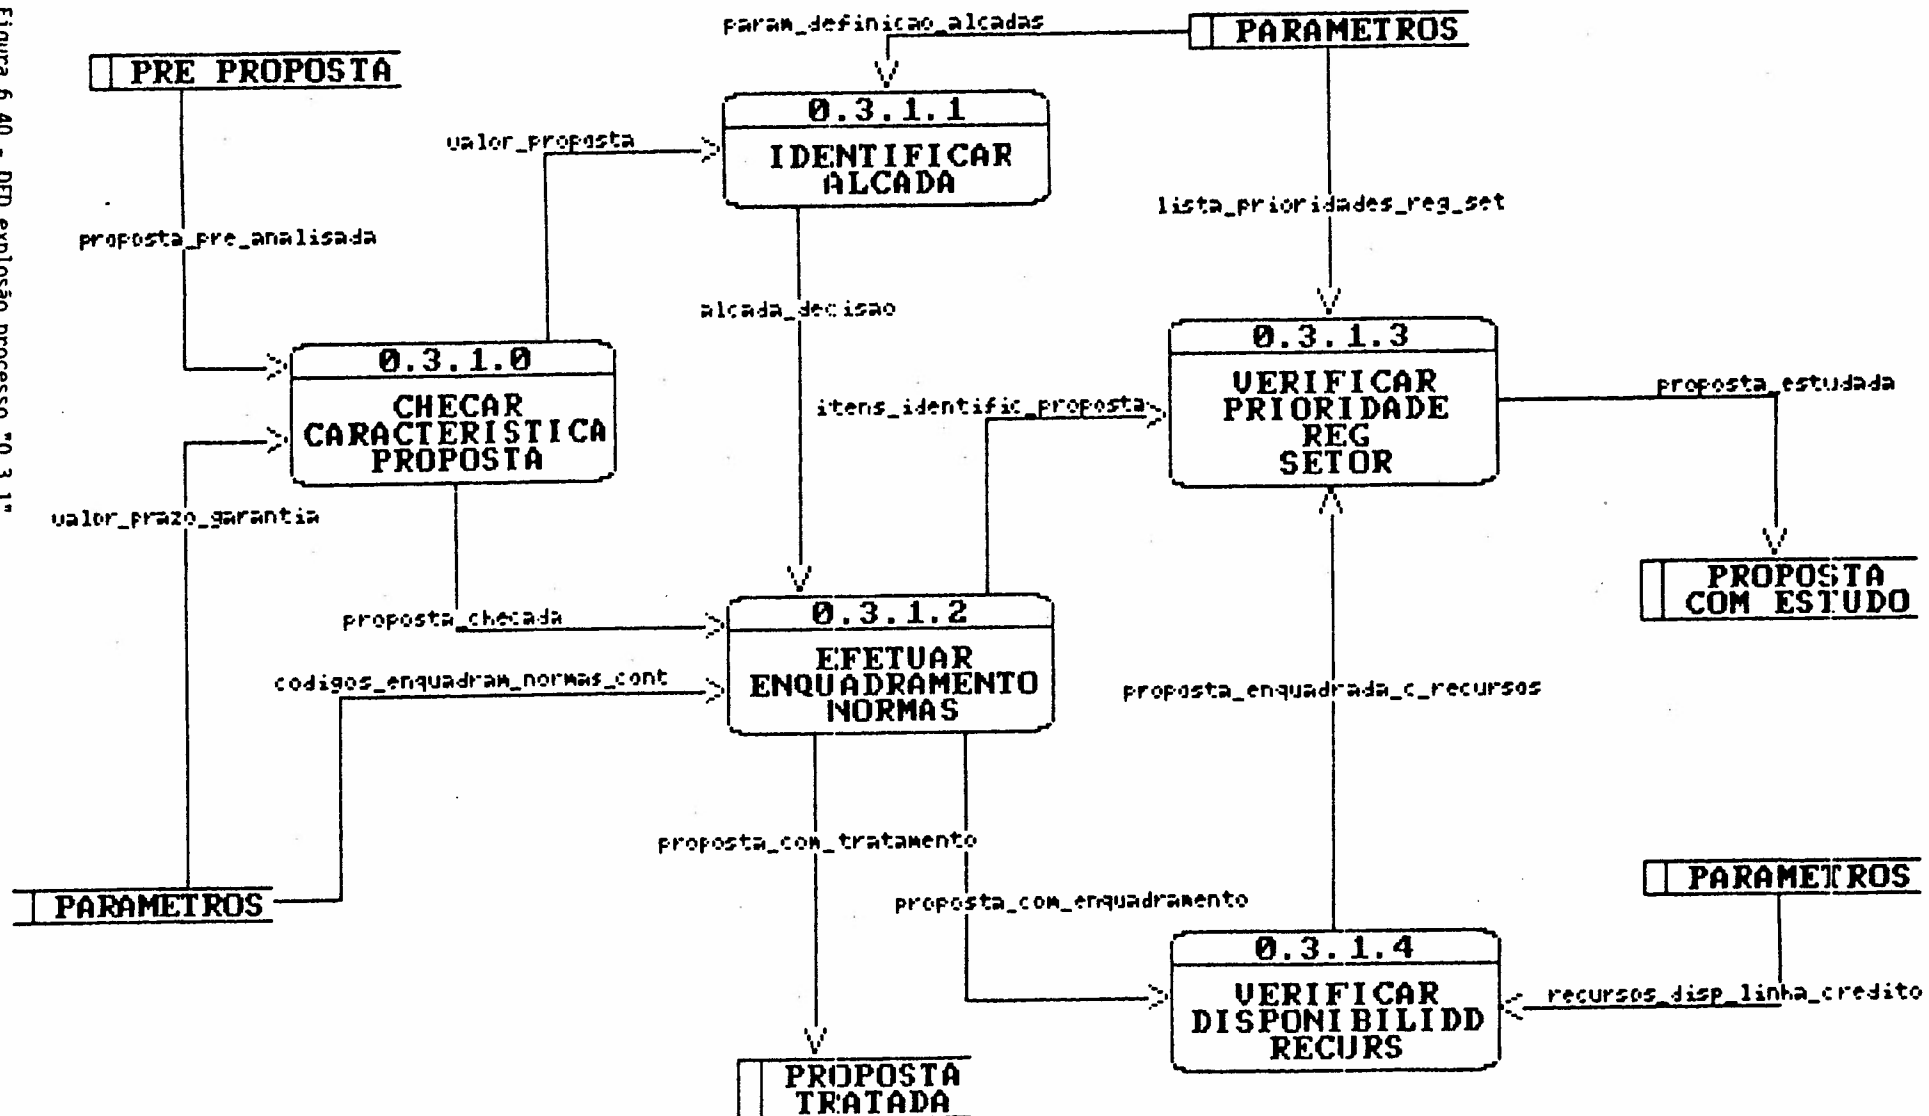 Figura 6.40 - DFD explosão processo "0.3.1"
param_definicao_alcadas
PARAMETROS
PRE PROPOSTA
0.3.1.1
IDENTIFICAR
ALCADA
valor_proposta
lista_prioridades_reg_set
proposta_pre_analisada
alcada_decisao
0.3.1.3
VERIFICAR
PRIORIDADE
REG
SETOR
0.3.1.0
CHECAR
CARACTERISTICA
PROPOSTA
proposta_estudada
itens_identific_proposta
valor_prazo_garantia
PROPOSTA
COM ESTUDO
proposta_checada
0.3.1.2
EFETUAR
ENQUADRAMENTO
NORMAS
codigos_enquadram_normas_cont
proposta_enquadrada_c_recursos
proposta_com_tratamento
PARAMETROS
PARAMETROS
proposta_com_enquadramento
0.3.1.4
VERIFICAR
DISPONIBILIDD
RECURS
recursos_disp_linha_credito
PROPOSTA
TRATADA